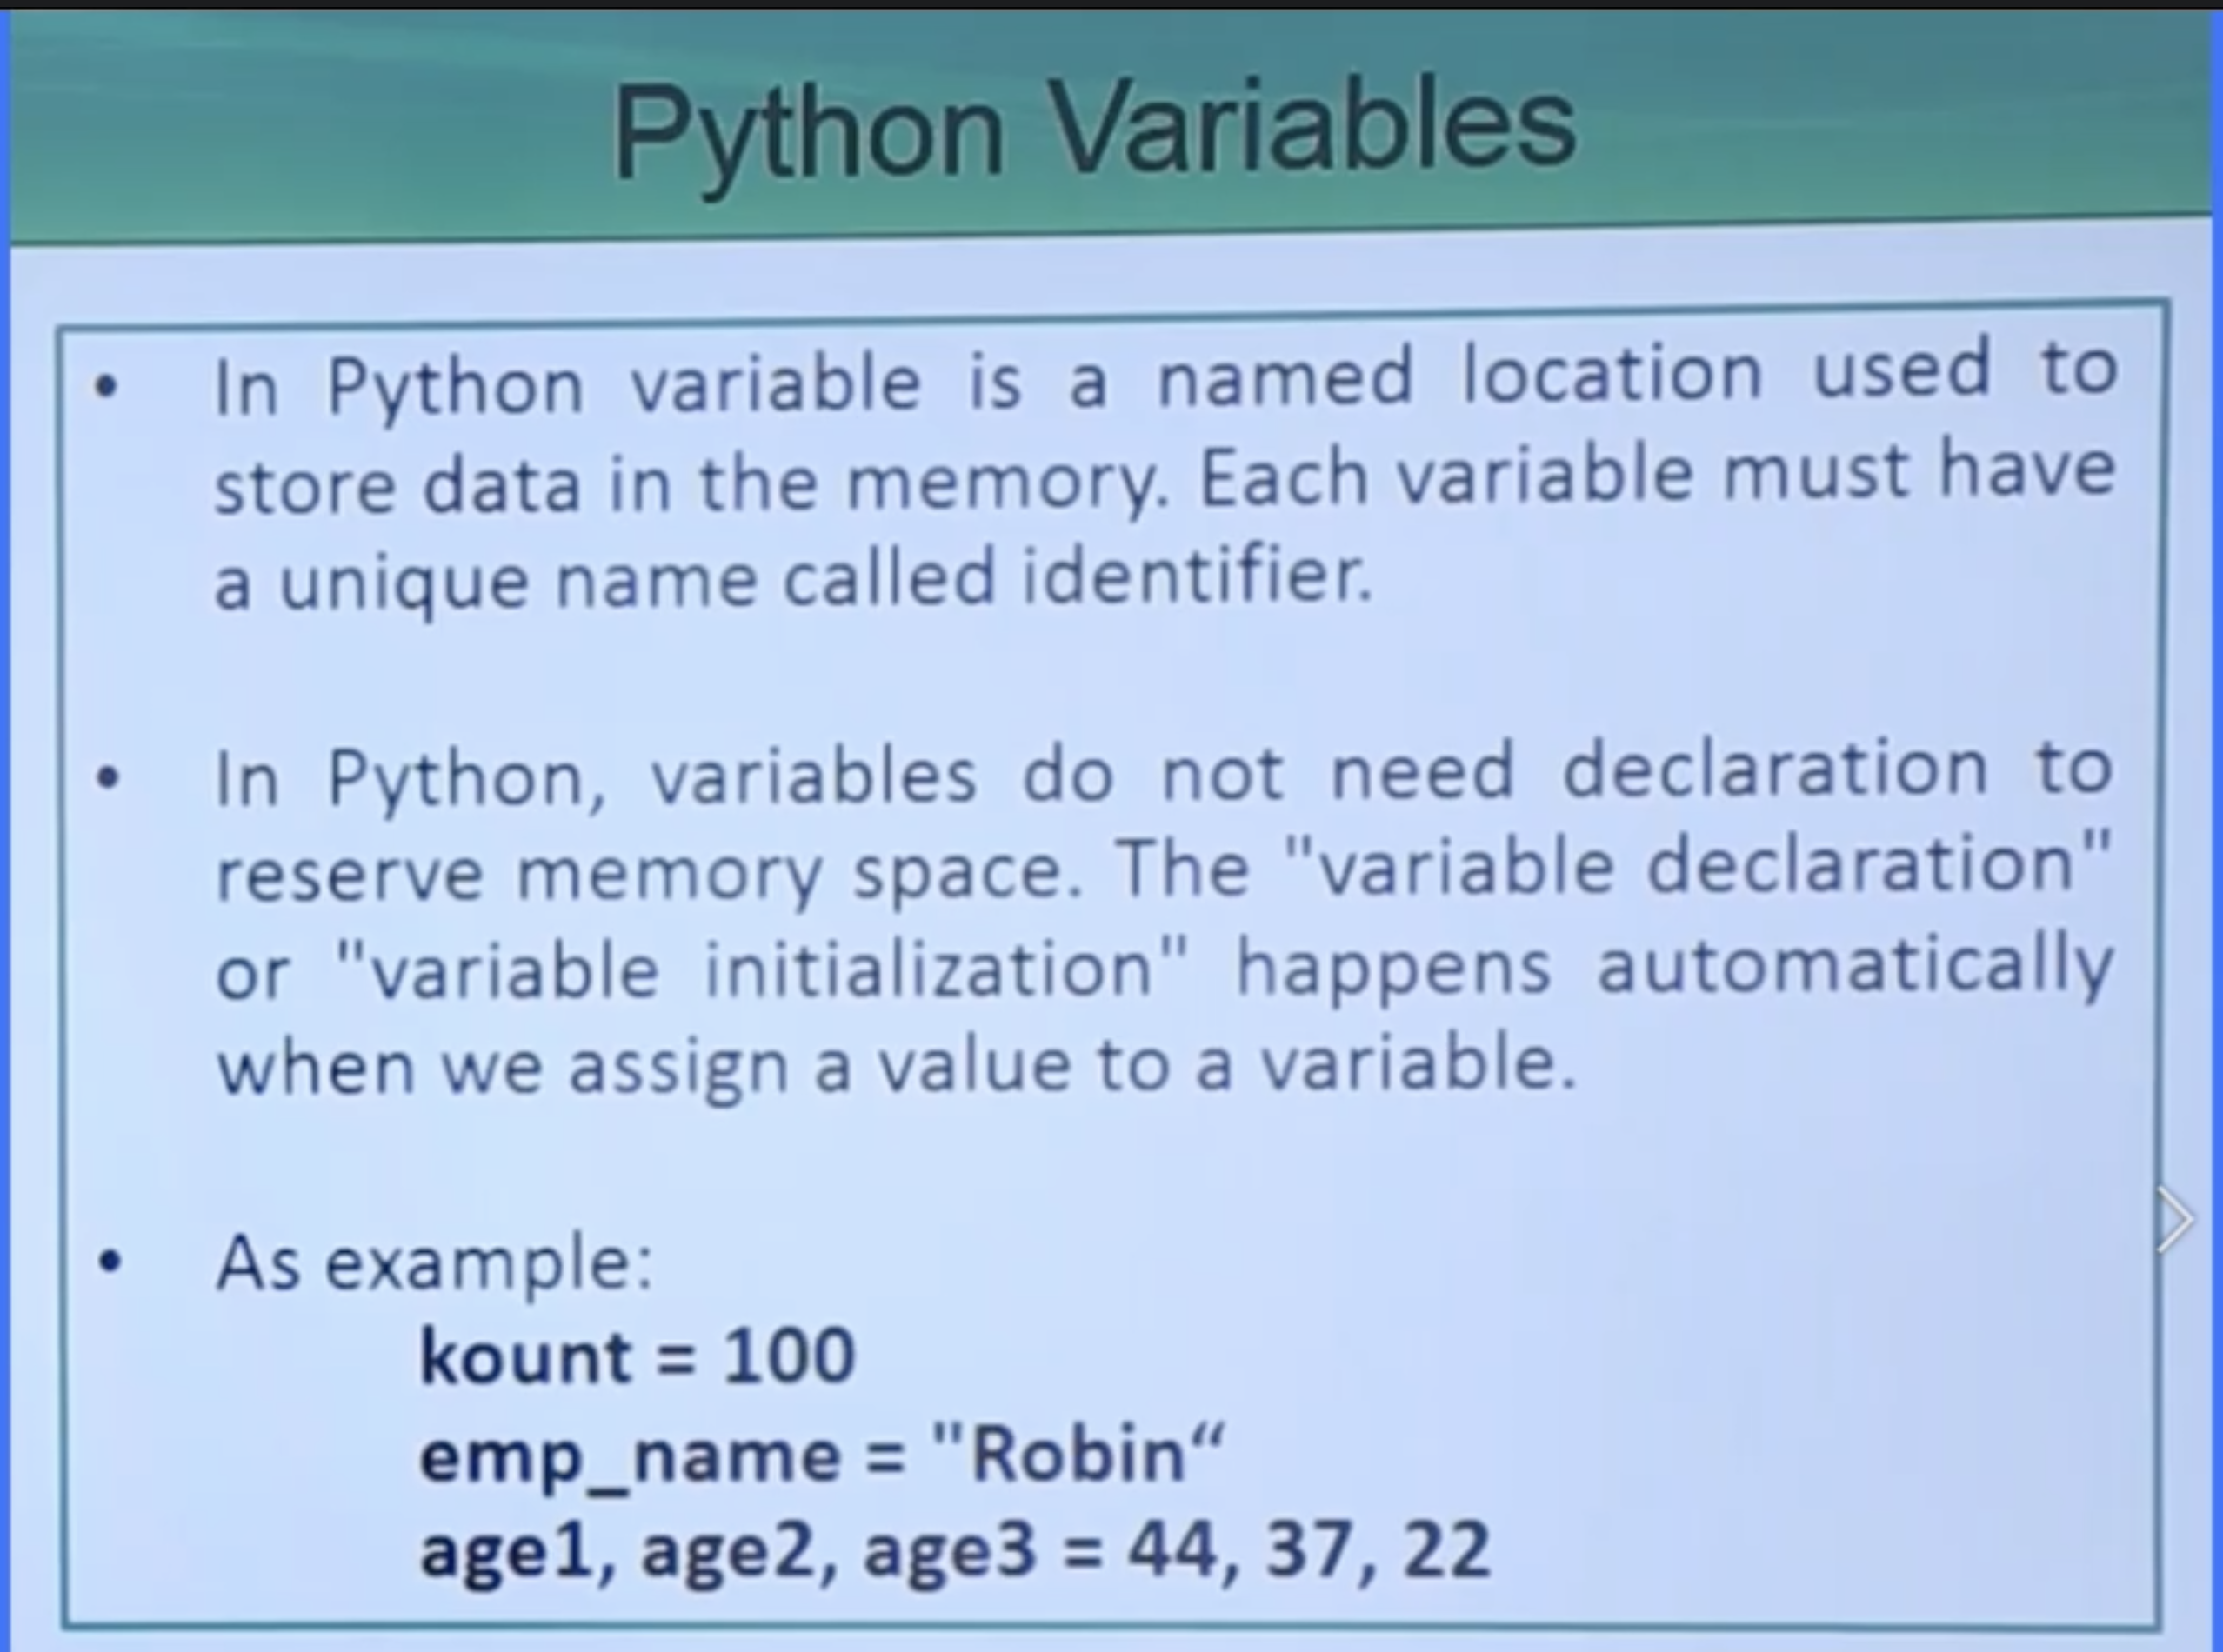 Python Variables
• In Python variable is a named location used to
store data in the memory. Each variable must have
a unique name called identifier.
• In Python, variables do not need declaration to
reserve memory space. The "variable declaration"
or "variable initialization" happens automatically
when we assign a value to a variable.
• As example:
kount = 100
emp_name = "Robin“
age1, age2, age3 = 44, 37, 22